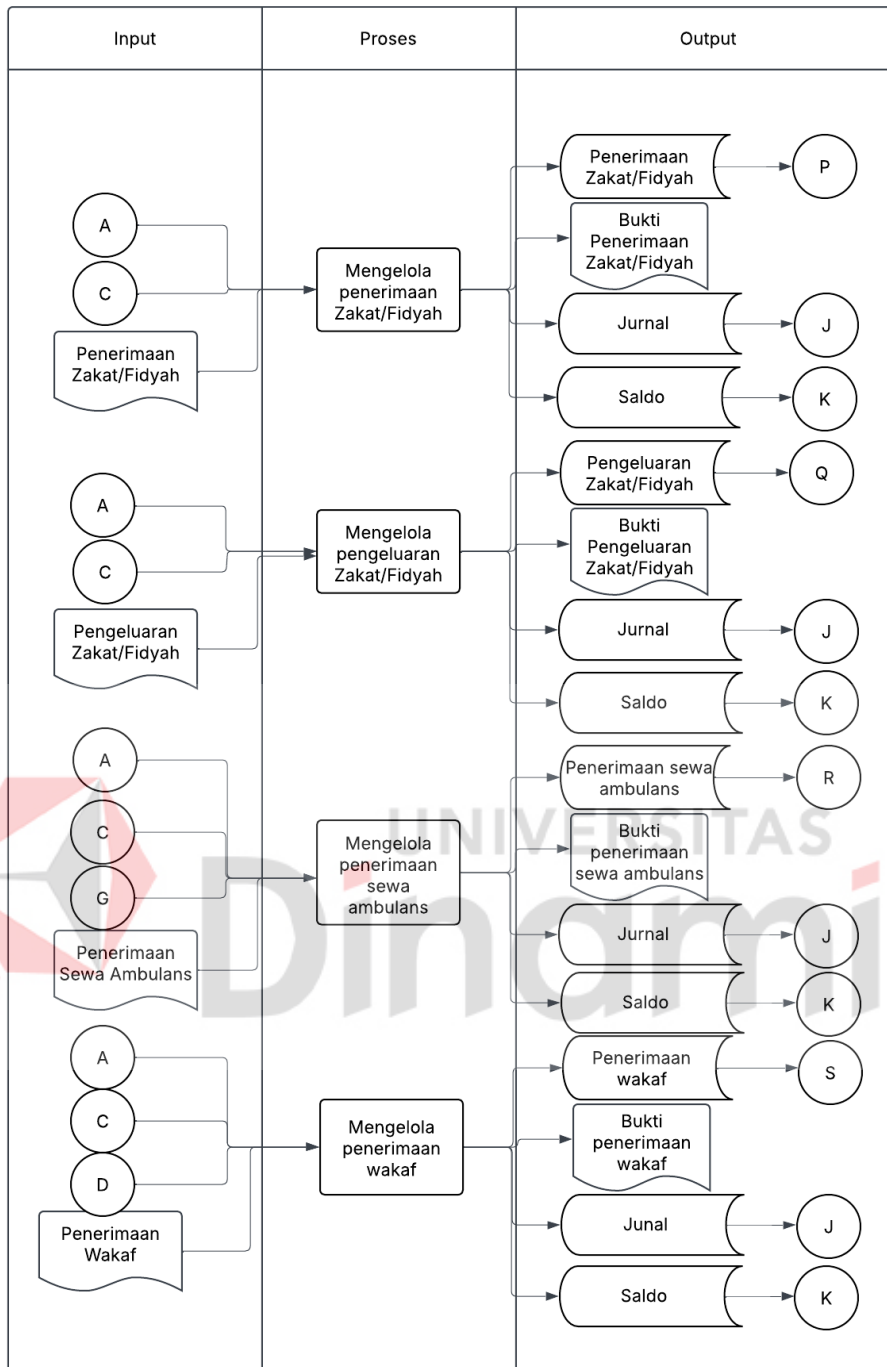 Input
Proses
Output
A
C
Penerimaan
Zakat/Fidyah
Mengelola
penerimaan
Zakat/Fidyah
Penerimaan
Zakat/Fidyah
P
Bukti
Penerimaan
Zakat/Fidyah
Jurnal
J
Saldo
K
A
C
Pengeluaran
Zakat/Fidyah
Mengelola
pengeluaran
Zakat/Fidyah
Pengeluaran
Zakat/Fidyah
Q
Bukti
Pengeluaran
Zakat/Fidyah
Jurnal
J
Saldo
K
A
C
G
Penerimaan
Sewa Ambulans
Mengelola
penerimaan
sewa
ambulans
Penerimaan sewa
ambulans
R
Bukti
penerimaan
sewa ambulans
Jurnal
J
Saldo
K
A
C
D
Penerimaan
Wakaf
Mengelola
penerimaan
wakaf
Penerimaan
wakaf
S
Bukti
penerimaan
wakaf
Junal
J
Saldo
K
UNIVERSITAS
Dinami